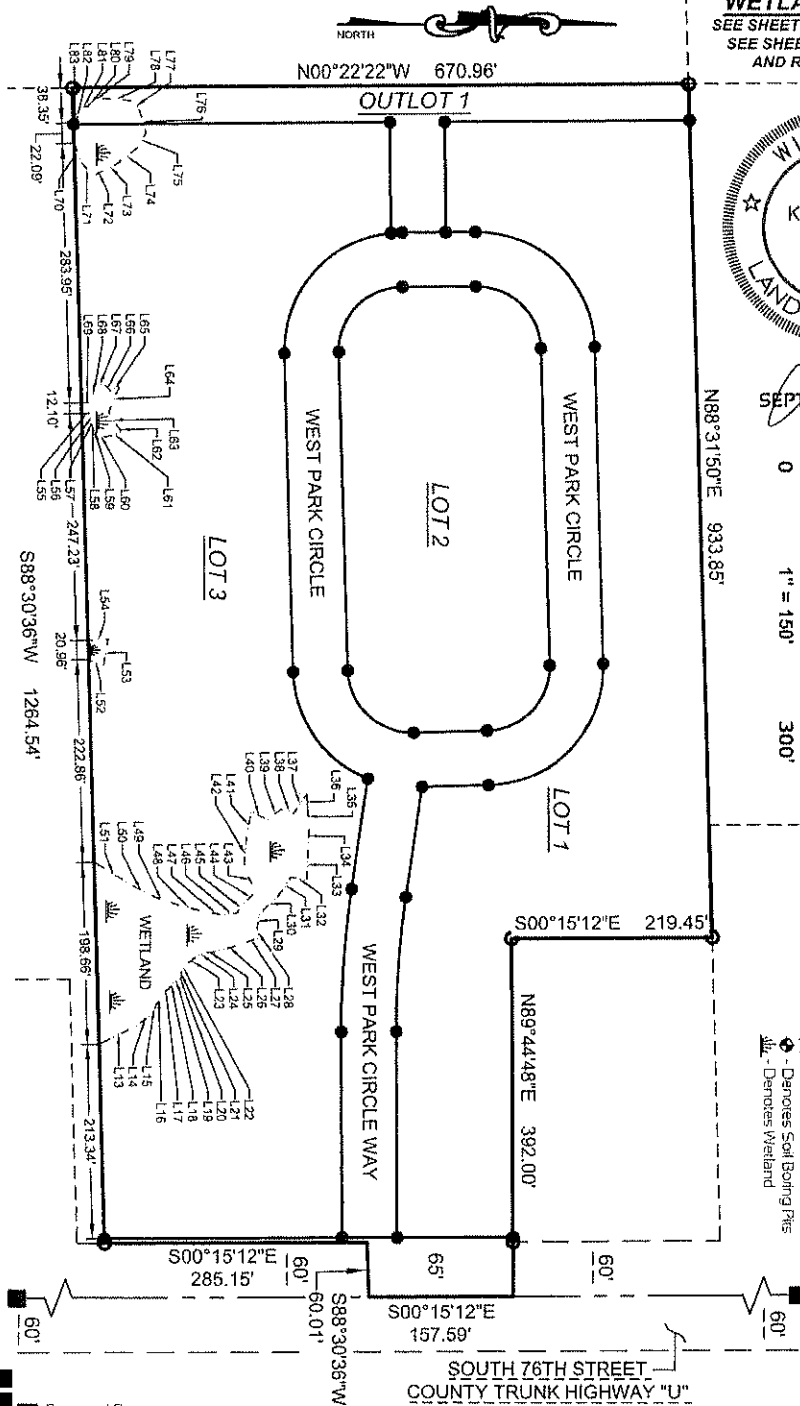 WETLA
SEE SHEET
SEE SHEE
AND R
NORTH
N00°22'22"W 670.96'
OUTLOT 1
WI
K
LAND
SEPT
0 1" = 150' 300'
N88°31'50"E 933.85'
L83
L82
L81
L80
L79
L78
L77
L76
L75
L74
L73
L72
L71
L70
38.35'
22.09'
283.95'
L69
L68
L67
L66
L65
L64
L63
L62
L61
L60
L59
L58
L57
L56
L55
12.10'
247.23'
L54
L53
L52
20.96'
222.86'
S88°30'36"W 1264.54'
WEST PARK CIRCLE
WEST PARK CIRCLE
LOT 2
LOT 3
LOT 1
L51
L50
L49
L48
L47
L46
L45
L44
L43
L42
L41
L40
L39
L38
L37
L36
L35
L34
L33
L32
L31
L30
L29
L28
L27
L26
L25
L24
L23
L22
L21
L20
L19
L18
L17
L16
L15
L14
L13
WETLAND
198.66'
213.34'
WEST PARK CIRCLE WAY
S00°15'12"E 219.45'
N89°44'48"E 392.00'
- Denotes Soil Boring Pits
- Denotes Wetland
S00°15'12"E
285.15'
60'
65'
60'
S88°30'36"W
60.01'
S00°15'12"E
157.59'
60'
60'
SOUTH 76TH STREET
COUNTY TRUNK HIGHWAY "U"